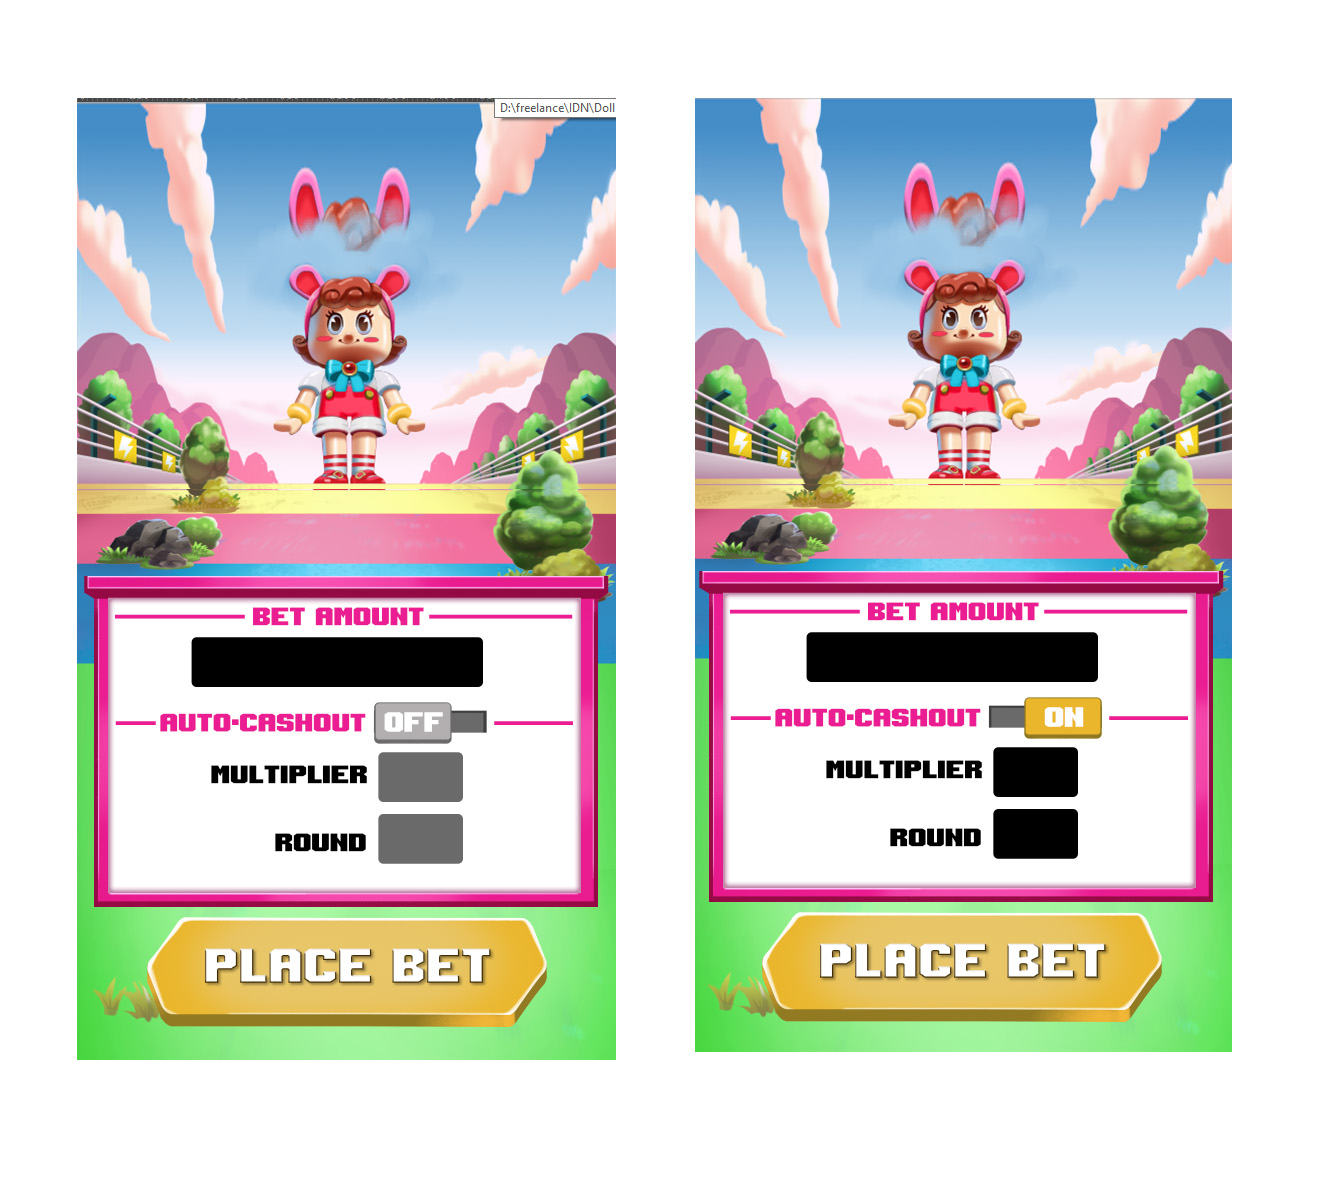 D:\freelance\IDN\Doll
BET AMOUNT
AUTO-CASHOUT OFF
MULTIPLIER
ROUND
PLACE BET
BET AMOUNT
AUTO-CASHOUT ON
MULTIPLIER
ROUND
PLACE BET